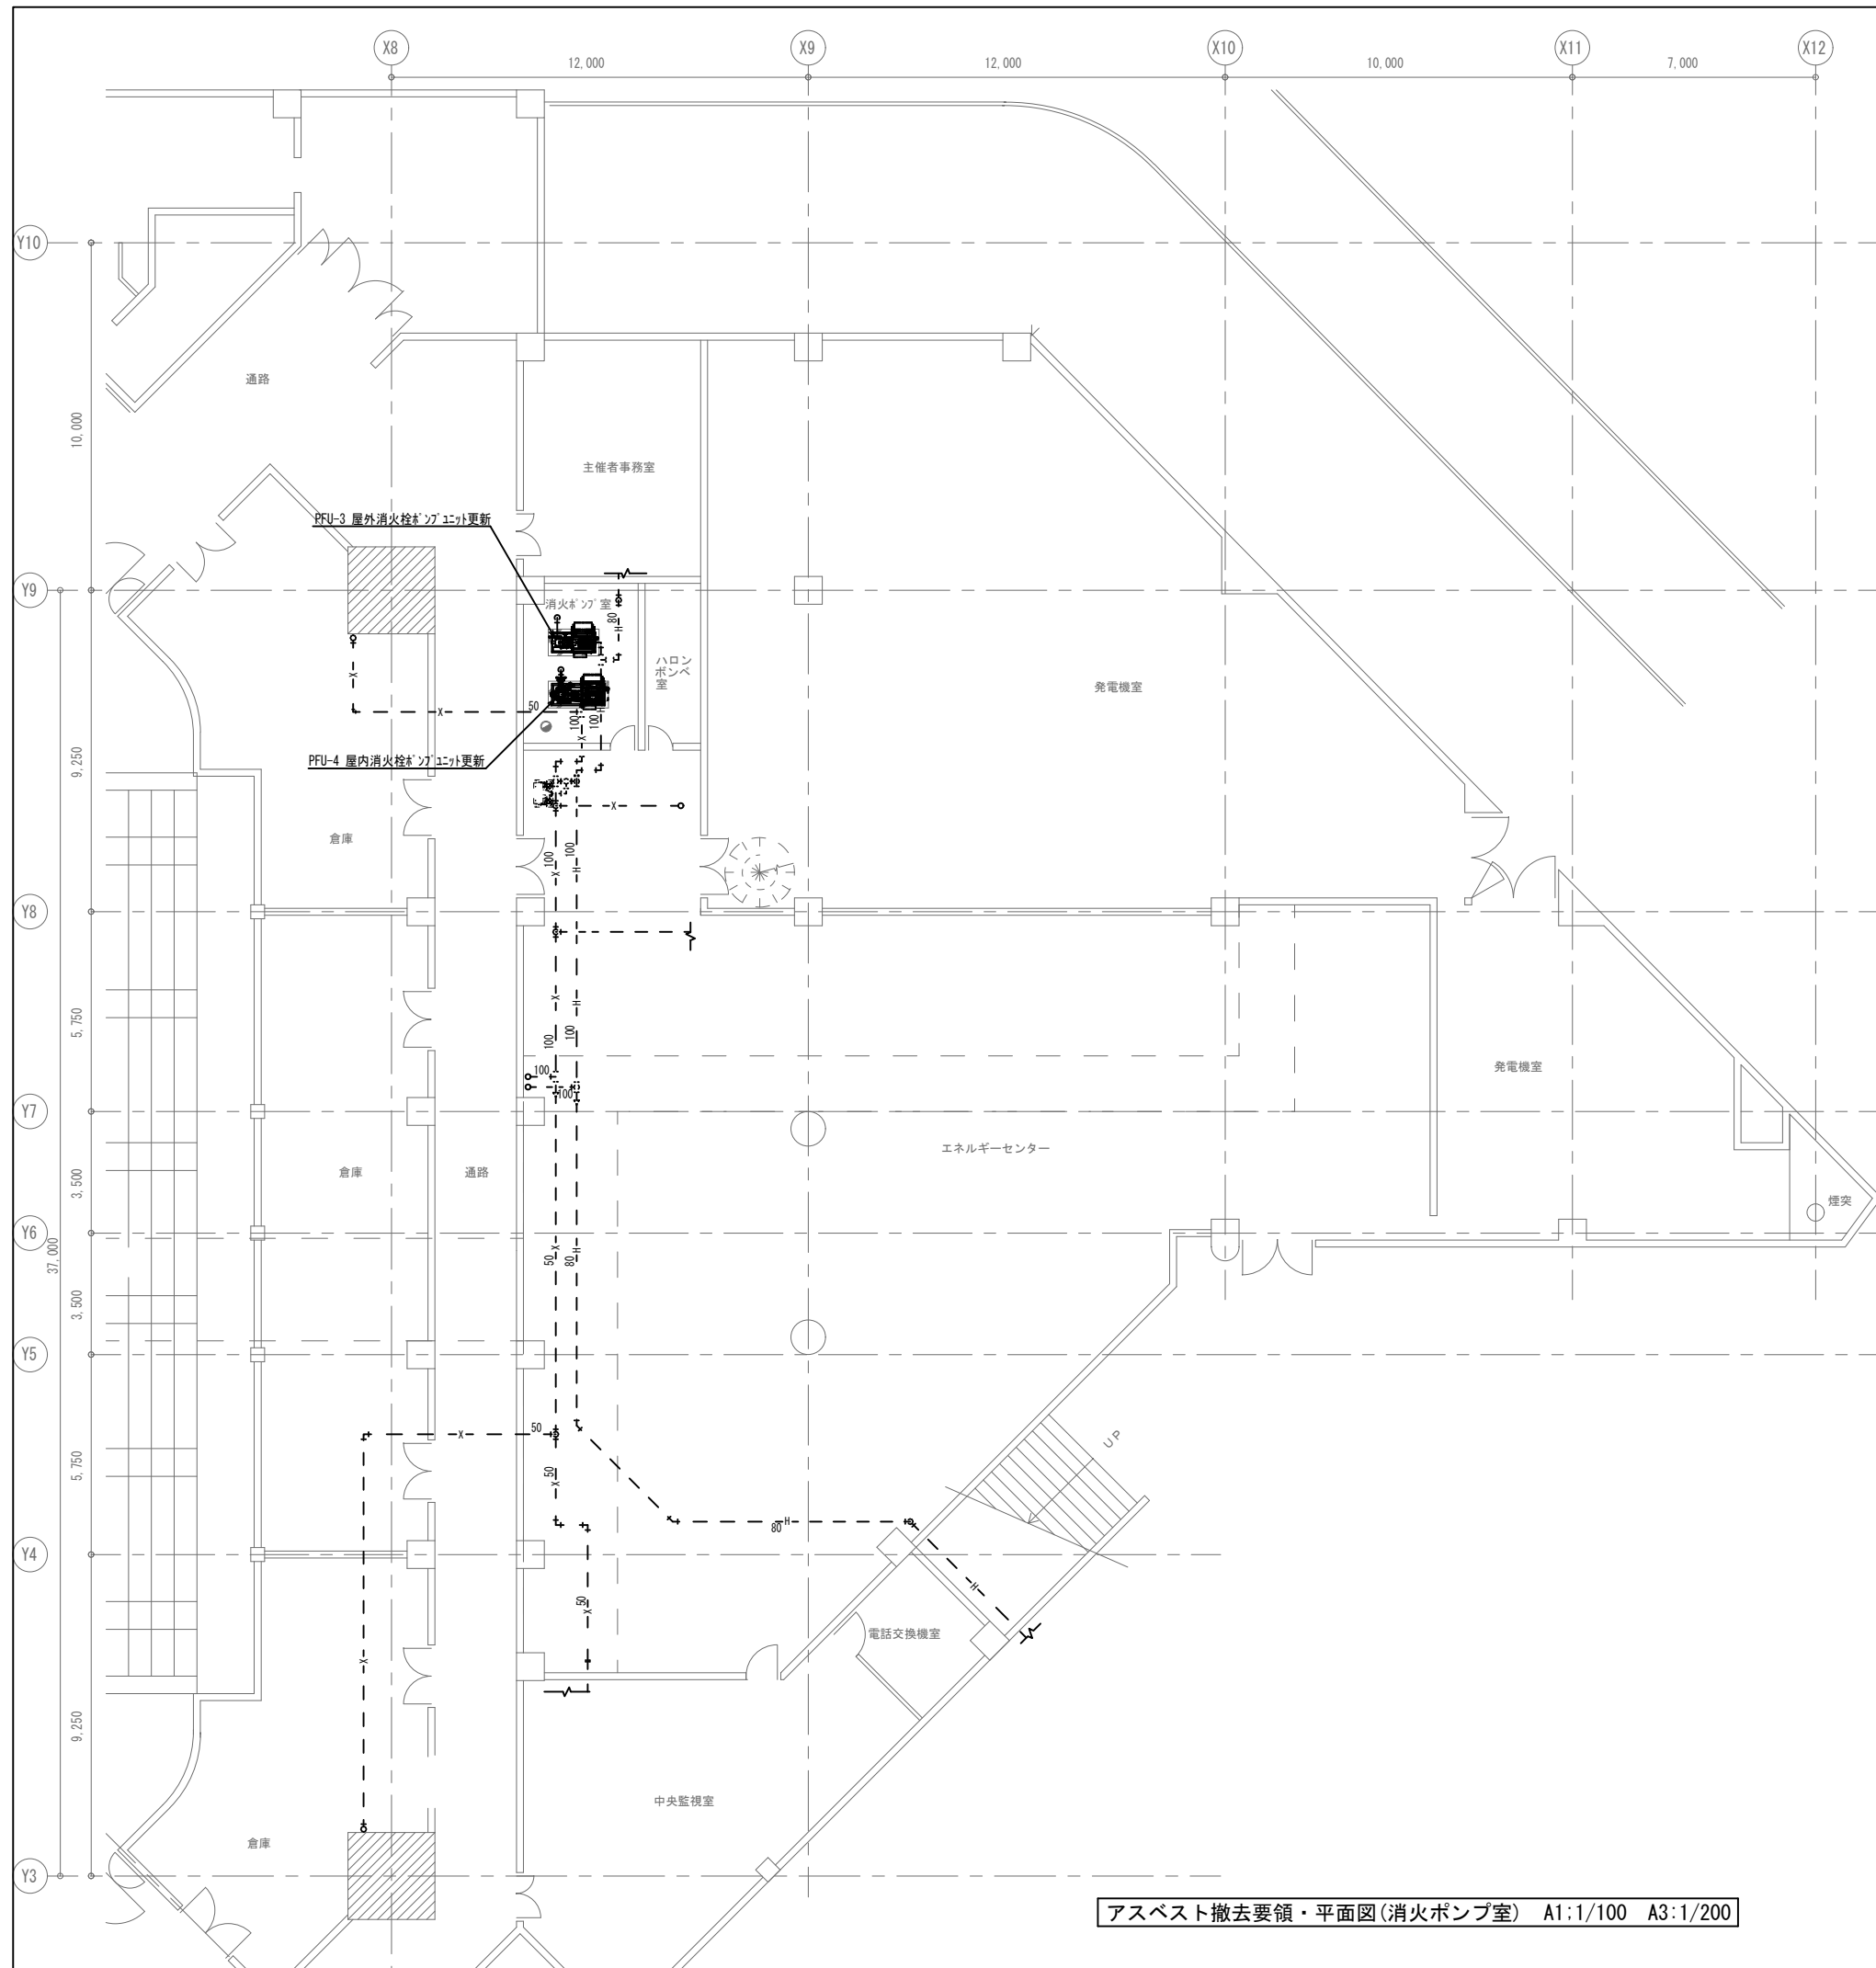 X8
X9
X10
X11
X12
12,000
12,000
10,000
7,000
Y10
通路
10,000
主催者事務室
PFU-3 屋外消火栓ﾎﾟﾝﾌﾟﾕﾆｯﾄ更新
Y9
消火ﾎﾟﾝﾌﾟ室
80
H
ハロン
ボンベ
室
発電機室
X
X
50
100
100
H
X
9,250
PFU-4 屋内消火栓ﾎﾟﾝﾌﾟﾕﾆｯﾄ更新
X
倉庫
100
100
X
H
Y8
X
H
5,750
100
100
発電機室
100
100
Y7
エネルギーセンター
倉庫
通路
3,500
煙突
Y6
37,000
50
X
80
H
3,500
Y5
X
50
UP
5,750
50
X
80
H
Y4
H
50
X
電話交換機室
X
9,250
中央監視室
倉庫
Y3
アスベスト撤去要領・平面図(消火ポンプ室) A1:1/100 A3:1/200